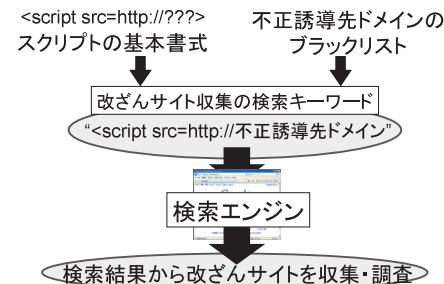 <script src=http://???>
スクリプトの基本書式
不正誘導先ドメインの
ブラックリスト
改ざんサイト収集の検索キーワード
“<script src=http://不正誘導先ドメイン”
検索エンジン
検索結果から改ざんサイトを収集・調査